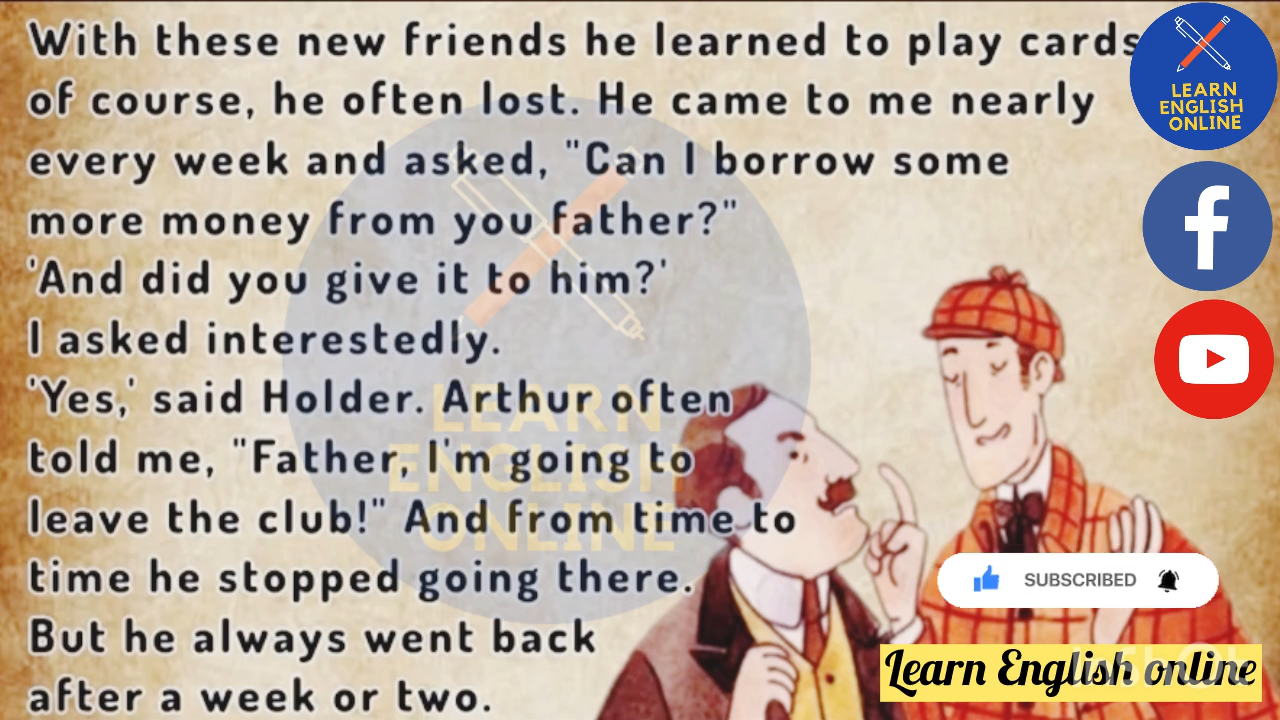 With these new friends he learned to play cards
of course, he often lost. He came to me nearly
every week and asked, "Can I borrow some
more money from you father?"
'And did you give it to him?'
I asked interestedly.
'Yes,' said Holder. Arthur often
told me, "Father, I'm going to
leave the club!" And from time to
time he stopped going there.
But he always went back
after a week or two.
LEARN
ENGLISH
ONLINE
LEARN
ENGLISH
ONLINE
SUBSCRIBED
Learn English online